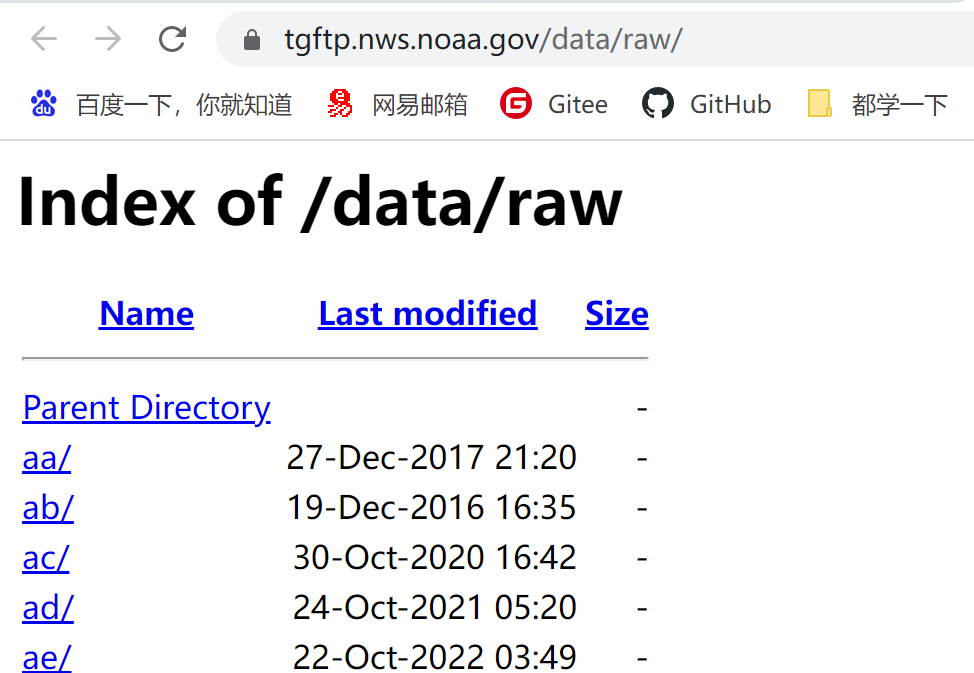 tgftp.nws.noaa.gov/data/raw/
du 百度一下，你就知道 网易邮箱 G Gitee GitHub 都学一下
Index of /data/raw
Name Last modified Size
Parent Directory -
aa/ 27-Dec-2017 21:20 -
ab/ 19-Dec-2016 16:35 -
ac/ 30-Oct-2020 16:42 -
ad/ 24-Oct-2021 05:20 -
ae/ 22-Oct-2022 03:49 -